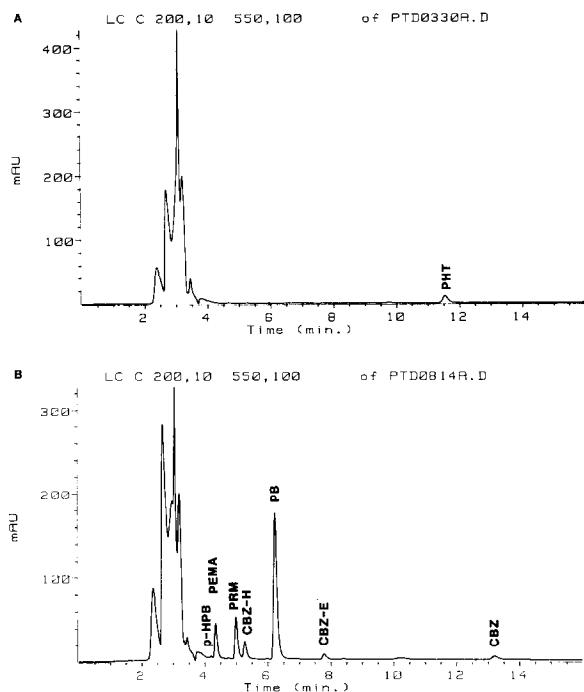 A
LC C 200,10 550,100 of PTD0330A.D
400
300
200
100
mAU
PHT
2 4 6 8 10 12 14
Time (min.)
B
LC C 200,10 550,100 of PTD0814A.D
300
200
100
mAU
p-HPB
PEMA
PRM
CBZ-H
PB
CBZ-E
CBZ
2 4 6 8 10 12 14
Time (min.)